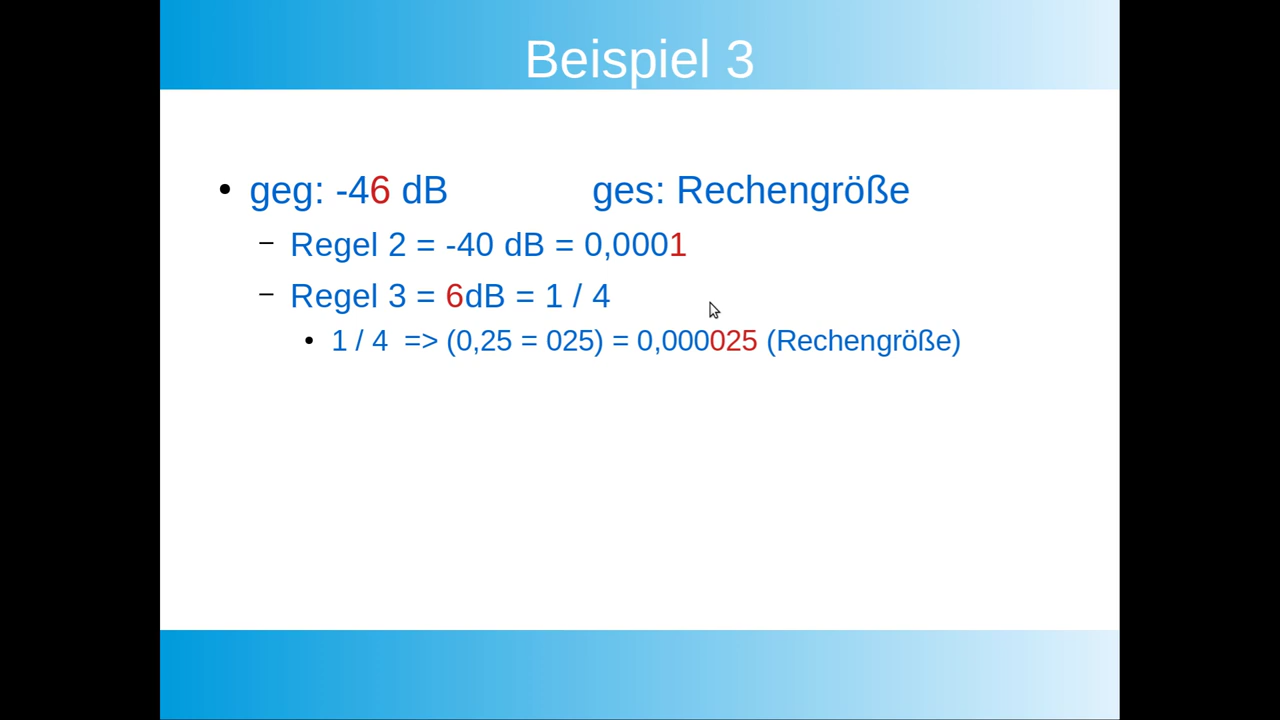 Beispiel 3
geg: -46 dB ges: Rechengröße
Regel 2 = -40 dB = 0,0001
Regel 3 = 6dB = 1 / 4
1 / 4 => (0,25 = 025) = 0,000025 (Rechengröße)